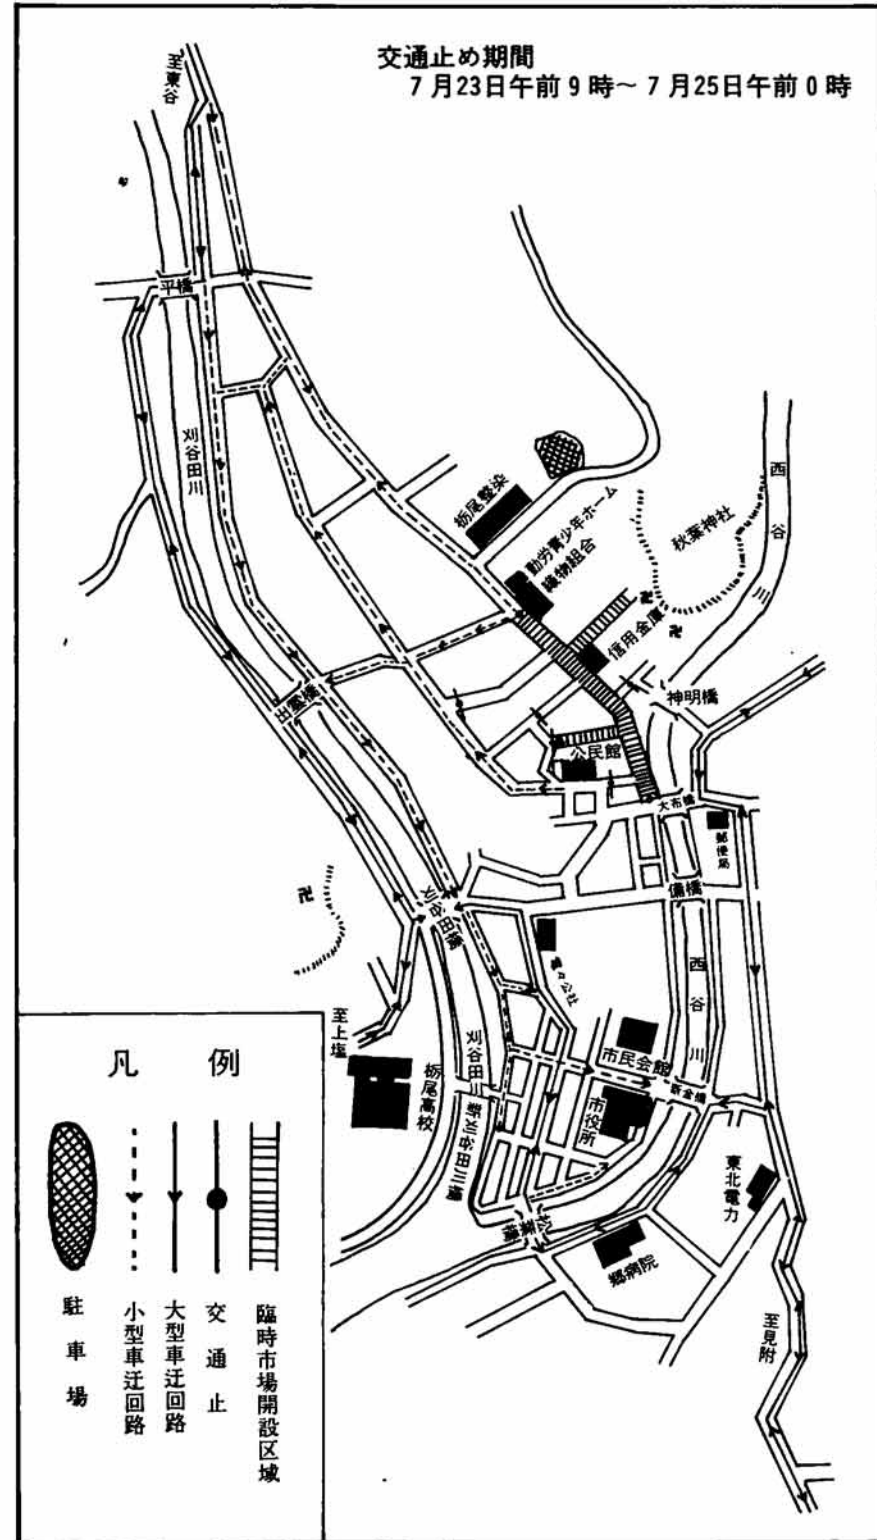 交通止め期間
7月23日午前9時～7月25日午前0時
至東谷
平橋
刈谷田川
栃尾整染
勤労青少年ホーム
織物組合
秋葉神社
西谷川
信用金庫
神明橋
出雲橋
公民館
大布橋
郵便局
刈谷田橋
西谷川
至上塩
刈谷田川
市民会館
栃尾高校
新刈谷田川橋
市役所
東北電力
郷病院
至見附
凡例
駐車場
小型車迂回路
大型車迂回路
交通止
臨時市場開設区域